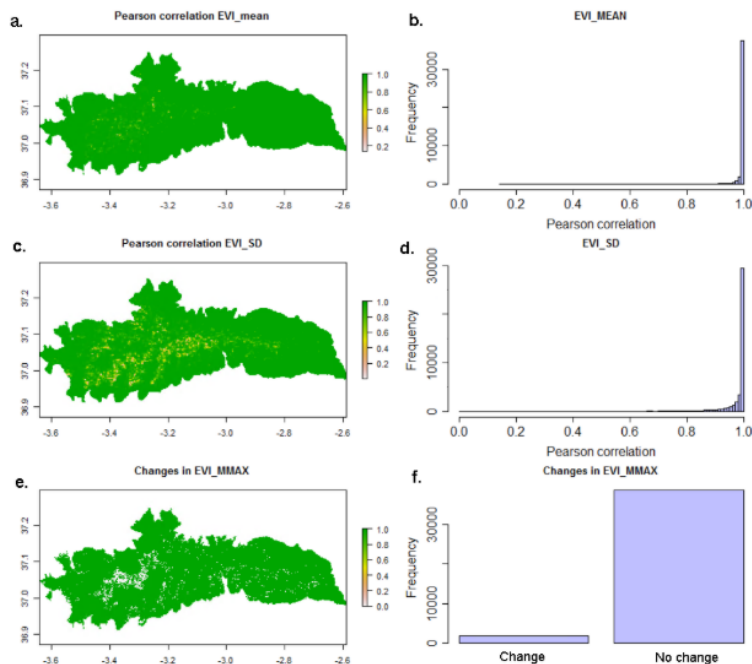 a.
Pearson correlation EVI_mean
37.2
37.1
37.0
36.9
-3.6 -3.4 -3.2 -3.0 -2.8 -2.6
1.0
0.8
0.6
0.4
0.2
b.
EVI_MEAN
Frequency
30000
10000
0
0.0 0.2 0.4 0.6 0.8 1.0
Pearson correlation
c.
Pearson correlation EVI_SD
37.2
37.1
37.0
36.9
-3.6 -3.4 -3.2 -3.0 -2.8 -2.6
1.0
0.8
0.6
0.4
0.2
d.
EVI_SD
Frequency
30000
10000
0
0.0 0.2 0.4 0.6 0.8 1.0
Pearson correlation
e.
Changes in EVI_MMAX
37.2
37.1
37.0
36.9
-3.6 -3.4 -3.2 -3.0 -2.8 -2.6
1.0
0.8
0.6
0.4
0.2
0.0
f.
Changes in EVI_MMAX
Frequency
30000
10000
0
Change No change